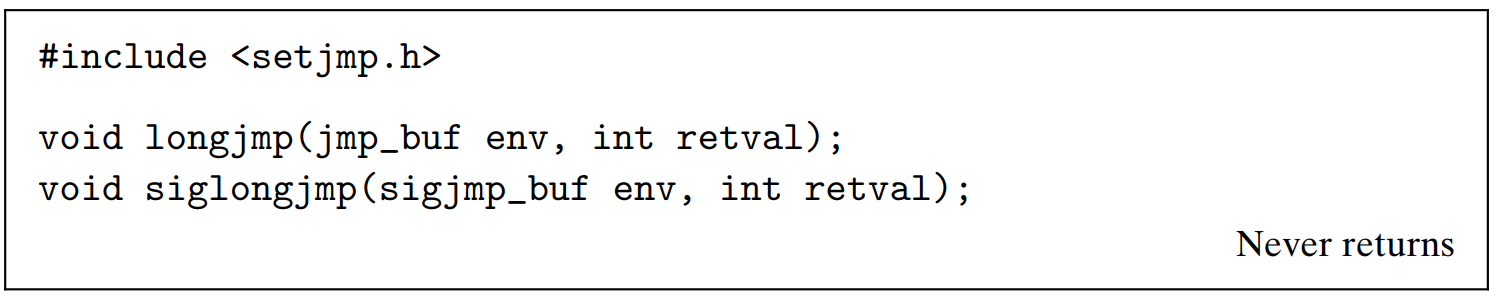 #include <setjmp.h>
void longjmp(jmp_buf env, int retval);
void siglongjmp(sigjmp_buf env, int retval);
Never returns